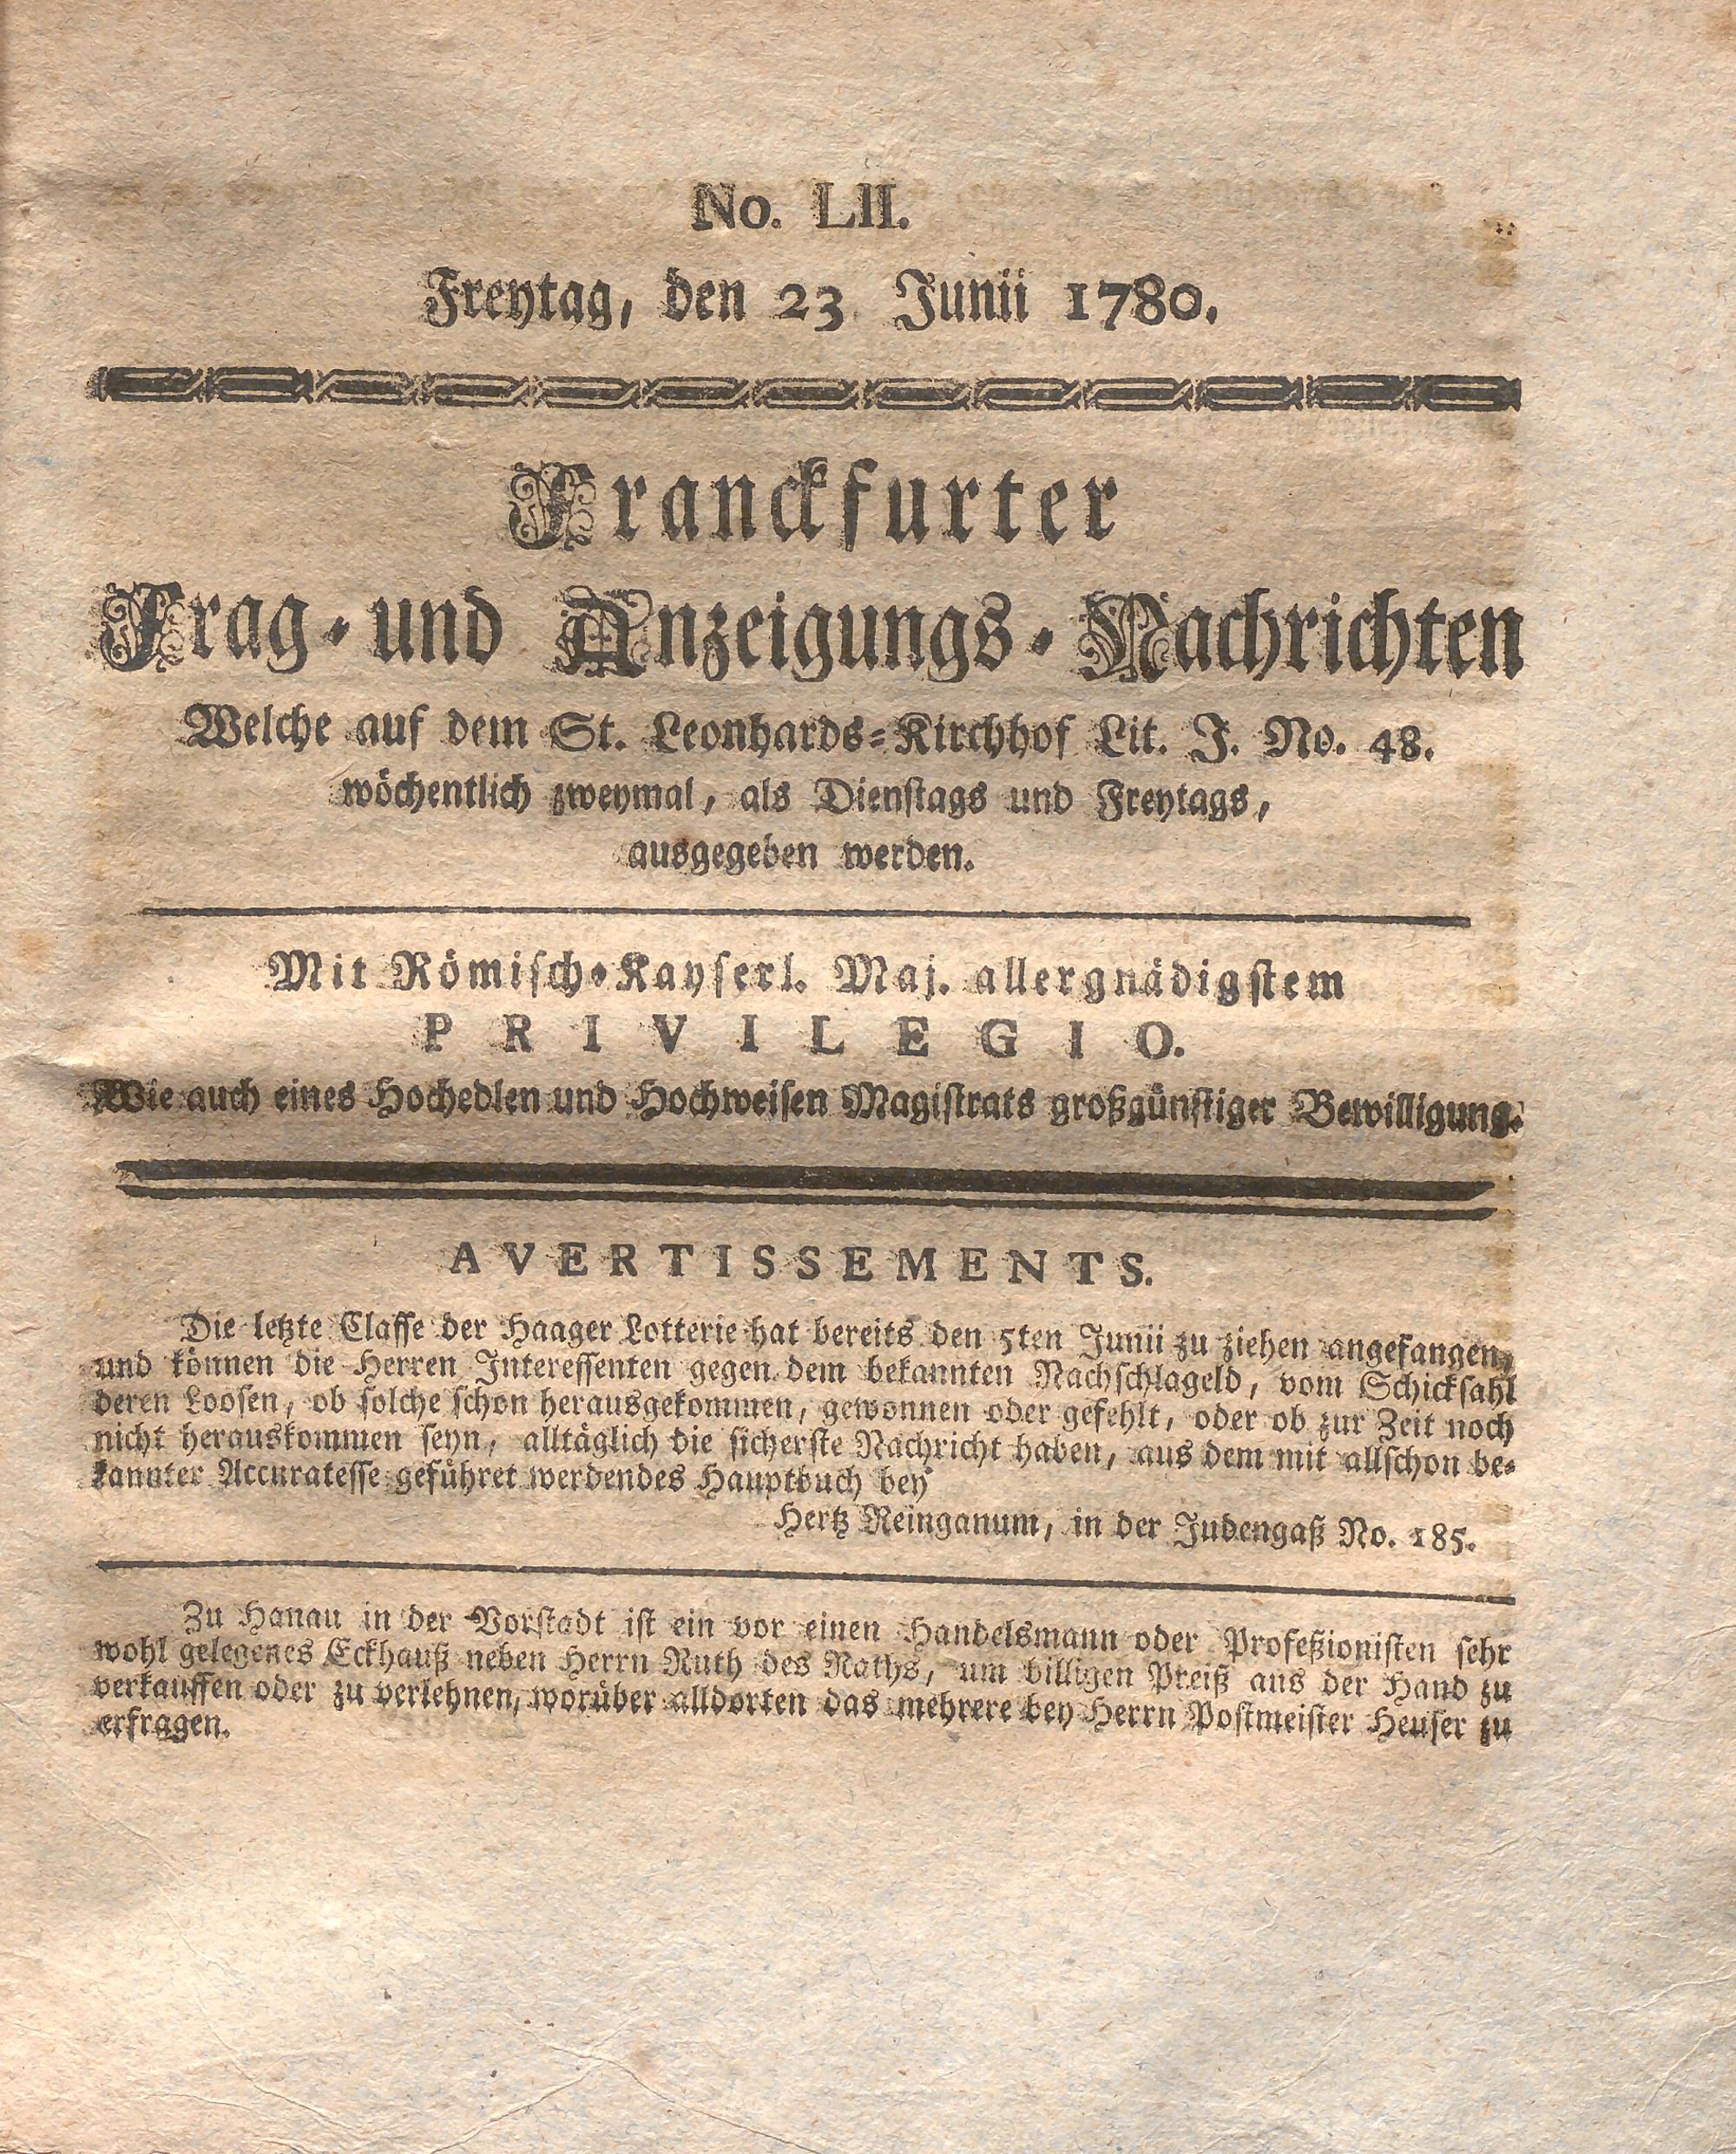 No. LII.
Freytag, den 23 Junii 1780.
Franckfurter
Frag- und Anzeigungs-Nachrichten
Welche auf dem St. Leonhards-Kirchhof Lit. J. No. 48.
wöchentlich zweymal, als Dienstags und Freytags,
ausgegeben werden.
Mit Römisch-Kayserl. Maj. allergnädigstem
PRIVILEGIO.
Wie auch eines Hochedlen und Hochweisen Magistrats großgünstiger Bewilligung.
AVERTISSEMENTS.
Die letzte Classe der Haager Lotterie hat bereits den 5ten Junii zu ziehen angefangen,
und können die Herren Interessenten gegen dem bekannten Nachschlageld, vom Schicksahl
deren Loosen, ob solche schon herausgekommen, gewonnen oder gefehlt, oder ob zur Zeit noch
nicht herauskommen seyn, alltäglich die sicherste Nachricht haben, aus dem mit allschon be-
kannter Accuratesse geführet werdendes Hauptbuch bey
Hertz Reinganum, in der Judengaß No. 185.
Zu Hanau in der Vorstadt ist ein vor einen Handelsmann oder Profeßionisten sehr
wohl gelegenes Eckhauß neben Herrn Ruth des Raths, um billigen Preiß aus der Hand zu
verkauffen oder zu verlehnen, worüber alldorten das mehrere bey Herrn Postmeister Heuser zu
erfragen.